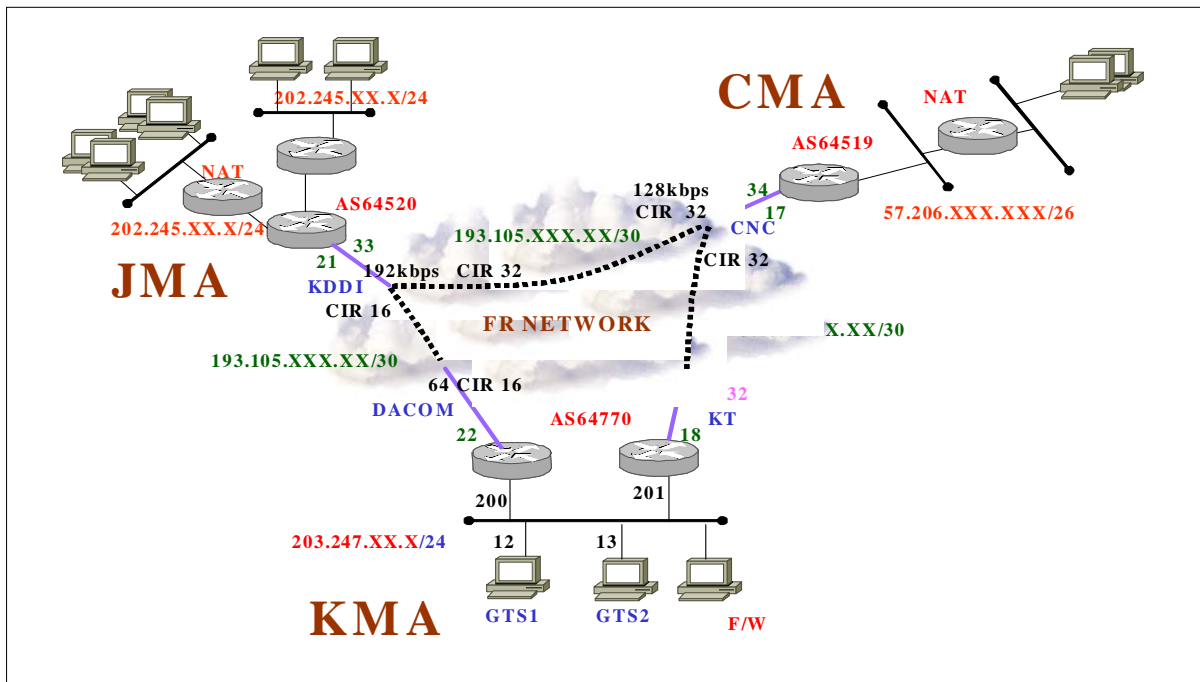 202.245.XX.X/24
CMA
NAT
AS64519
NAT
AS64520
128kbps
CIR 32
34
17
202.245.XX.X/24
33
21
JMA
193.105.XXX.XX/30
CNC
57.206.XXX.XXX/26
192kbps
CIR 32
CIR 32
KDDI
CIR 16
FR NETWORK
X.XX/30
193.105.XXX.XX/30
64 CIR 16
32
DACOM
AS64770
KT
22
18
200
201
203.247.XX.X/24
12
13
GTS1
GTS2
F/W
KMA